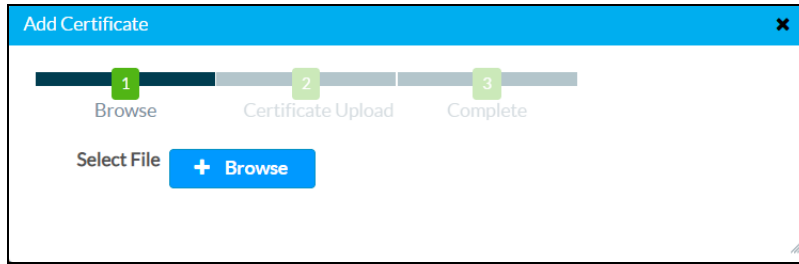 Add Certificate
1 2 3
Browse Certificate Upload Complete
Select File + Browse